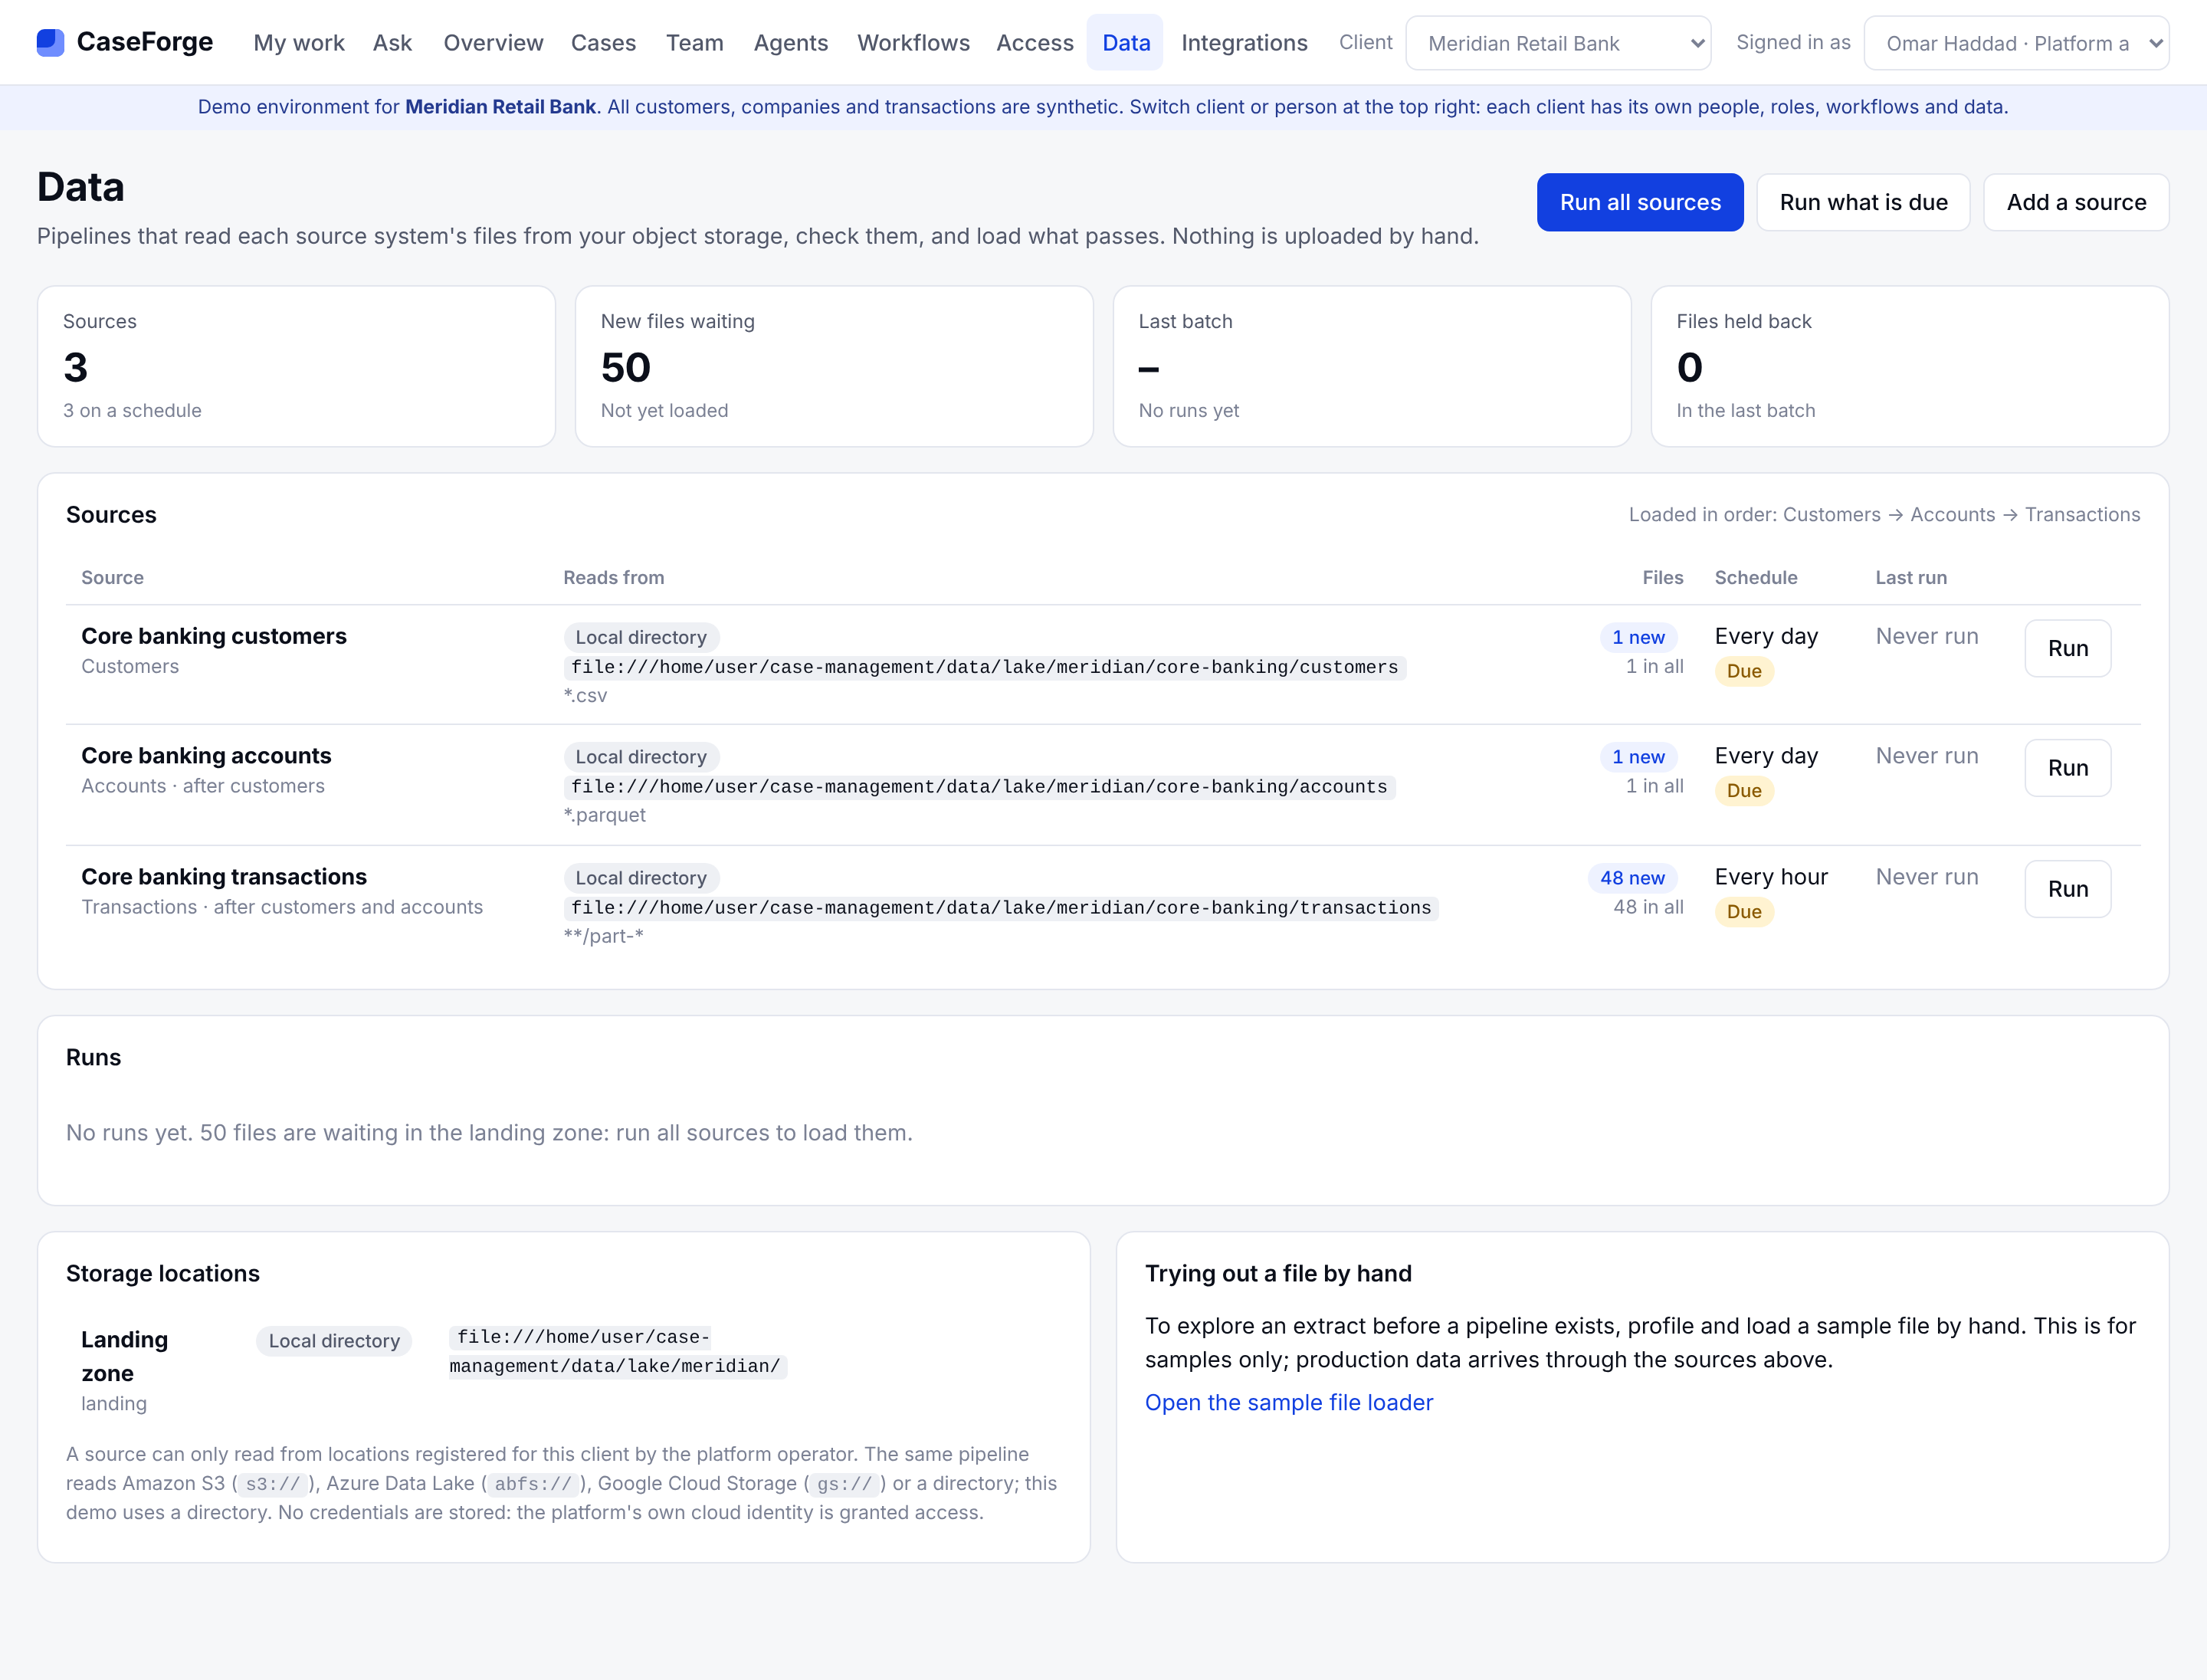 CaseForge My work Ask Overview Cases Team Agents Workflows Access Data Integrations Client Meridian Retail Bank Signed in as Omar Haddad · Platform a
Demo environment for Meridian Retail Bank. All customers, companies and transactions are synthetic. Switch client or person at the top right: each client has its own people, roles, workflows and data.
Data
Pipelines that read each source system's files from your object storage, check them, and load what passes. Nothing is uploaded by hand.
Run all sources Run what is due Add a source
Sources
3
3 on a schedule
New files waiting
50
Not yet loaded
Last batch
–
No runs yet
Files held back
0
In the last batch
Sources
Loaded in order: Customers → Accounts → Transactions
Source Reads from Files Schedule Last run
Core banking customers
Customers
Local directory
file:///home/user/case-management/data/lake/meridian/core-banking/customers
*.csv
1 new
1 in all
Every day
Due
Never run
Run
Core banking accounts
Accounts · after customers
Local directory
file:///home/user/case-management/data/lake/meridian/core-banking/accounts
*.parquet
1 new
1 in all
Every day
Due
Never run
Run
Core banking transactions
Transactions · after customers and accounts
Local directory
file:///home/user/case-management/data/lake/meridian/core-banking/transactions
**/part-*
48 new
48 in all
Every hour
Due
Never run
Run
Runs
No runs yet. 50 files are waiting in the landing zone: run all sources to load them.
Storage locations
Landing
zone
landing
Local directory
file:///home/user/case-
management/data/lake/meridian/
A source can only read from locations registered for this client by the platform operator. The same pipeline
reads Amazon S3 (s3://), Azure Data Lake (abfs://), Google Cloud Storage (gs://) or a directory; this
demo uses a directory. No credentials are stored: the platform's own cloud identity is granted access.
Trying out a file by hand
To explore an extract before a pipeline exists, profile and load a sample file by hand. This is for
samples only; production data arrives through the sources above.
Open the sample file loader